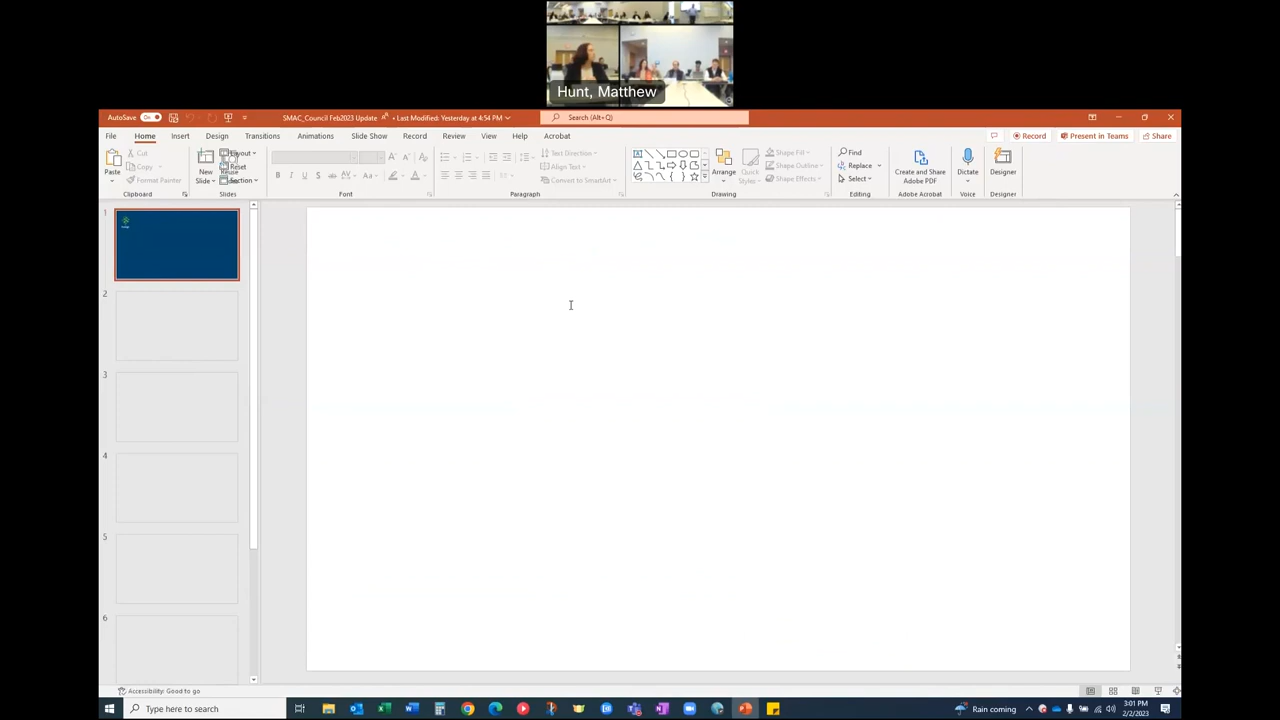 Hunt, Matthew
AutoSave On SMAC_Council Feb2023 Update • Last Modified: Yesterday at 4:54 PM Search (Alt+Q)
File Home Insert Design Transitions Animations Slide Show Record Review View Help Acrobat Record Present in Teams Share
Paste Cut Copy Format Painter
New Slide Layout Reset Section
Text Direction Align Text Convert to SmartArt
Arrange Quick Styles Shape Fill Shape Outline Shape Effects
Find Replace Select
Create and Share Adobe PDF
Dictate
Designer
Clipboard Slides Font Paragraph Drawing Editing Adobe Acrobat Voice Designer
1
2
3
4
5
6
Accessibility: Good to go
Type here to search
Rain coming
3:01 PM
2/2/2023